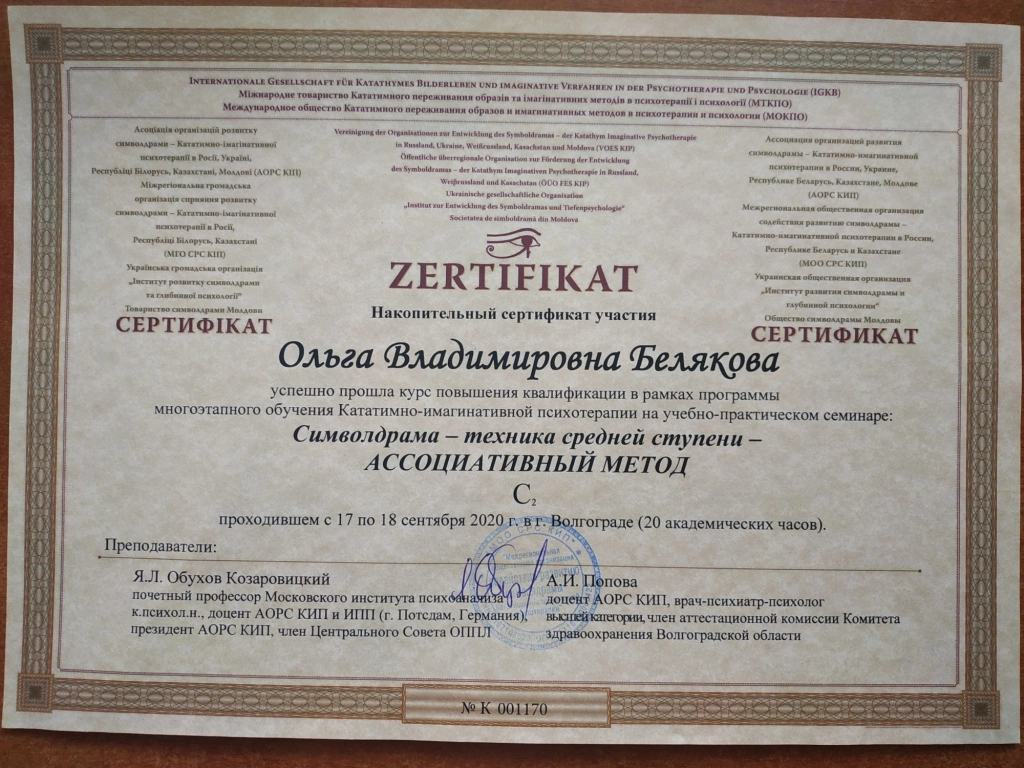 Internationale Gesellschaft für Katathymes Bilderleben und imaginative Verfahren in der Psychotherapie und Psychologie (IGKB)
Міжнародне товариство Кататимного переживання образів та імагінативних методів в психотерапії і психології (МТКПО)
Международное общество Кататимного переживания образов и имагинативных методов в психотерапии и психологии (МОКПО)
Асоціація організацій розвитку
символдрами – Кататимно-імагінативної
психотерапії в Росії, Україні,
Республіці Білорусь, Казахстані, Молдові (АОРС КІП)
Міжрегіональна громадська
організація сприяння розвитку
символдрами – Кататимно-імагінативної
психотерапії в Росії,
Республіці Білорусь, Казахстані
(МГО СРС КІП)
Українська громадська організація
„Інститут розвитку символдрами
та глибинної психології"
Товариство символдрами Молдови
СЕРТИФІКАТ
Vereinigung der Organisationen zur Entwicklung des Symboldramas – der Katathym Imaginative Psychotherapie
in Russland, Ukraine, Weißrussland, Kasachstan und Moldova (VOES KIP)
Öffentliche überregionale Organisation zur Förderung der Entwicklung
des Symboldramas – der Katathym Imaginativen Psychotherapie in Russland,
Weißrussland und Kasachstan (ÖÜO FES KIP)
Ukrainische gesellschaftliche Organisation
„Institut zur Entwicklung des Symboldramas und Tiefenpsychologie"
Societatea de simboldramă din Moldova
ZERTIFIKAT
Ассоциация организаций развития
символдрамы – Кататимно-имагинативной
психотерапии в России, Украине,
Республике Беларусь, Казахстане, Молдове
(АОРС КИП)
Межрегиональная общественная организация
содействия развитию символдрамы –
Кататимно-имагинативной психотерапии в России,
Республике Беларусь и Казахстане
(МОО СРС КИП)
Украинская общественная организация
„Институт развития символдрамы и
глубинной психологии"
Общество символдрамы Молдовы
СЕРТИФИКАТ
Накопительный сертификат участия
Ольга Владимировна Белякова
успешно прошла курс повышения квалификации в рамках программы
многоэтапного обучения Кататимно-имагинативной психотерапии на учебно-практическом семинаре:
Символдрама – техника средней ступени –
АССОЦИАТИВНЫЙ МЕТОД
С2
проходившем с 17 по 18 сентября 2020 г. в г. Волгограде (20 академических часов).
Преподаватели:
Я.Л. Обухов Козаровицкий
почетный профессор Московского института психоанализа
к.психол.н., доцент АОРС КИП и ИПП (г. Потсдам, Германия),
президент АОРС КИП, член Центрального Совета ОППЛ
А.И. Попова
доцент АОРС КИП, врач-психиатр-психолог
высшей категории, член аттестационной комиссии Комитета
здравоохранения Волгоградской области
МОО СРС КИП
Межрегиональная
№ К 001170